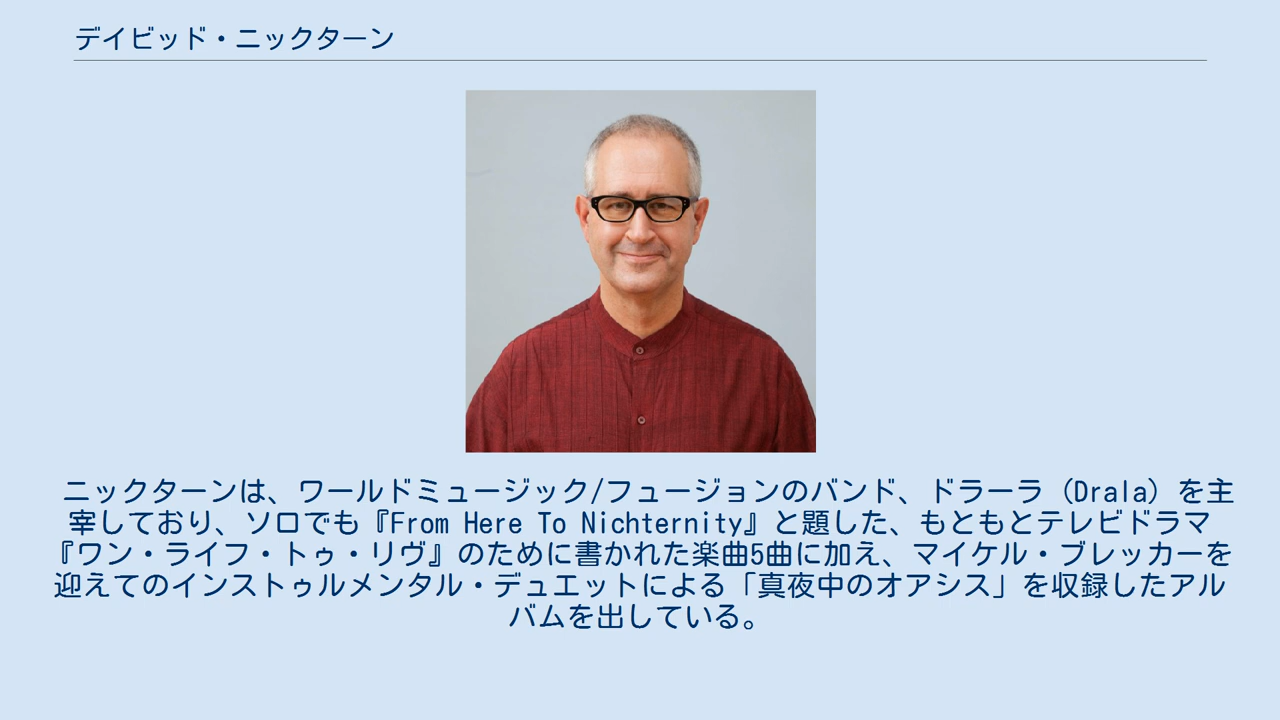 デイビッド・ニックターン
ニックターンは、ワールドミュージック/フュージョンのバンド、ドラーラ（Drala）を主
宰しており、ソロでも『From Here To Nichternity』と題した、もともとテレビドラマ
『ワン・ライフ・トゥ・リヴ』のために書かれた楽曲5曲に加え、マイケル・ブレッカーを
迎えてのインストゥルメンタル・デュエットによる「真夜中のオアシス」を収録したアル
バムを出している。